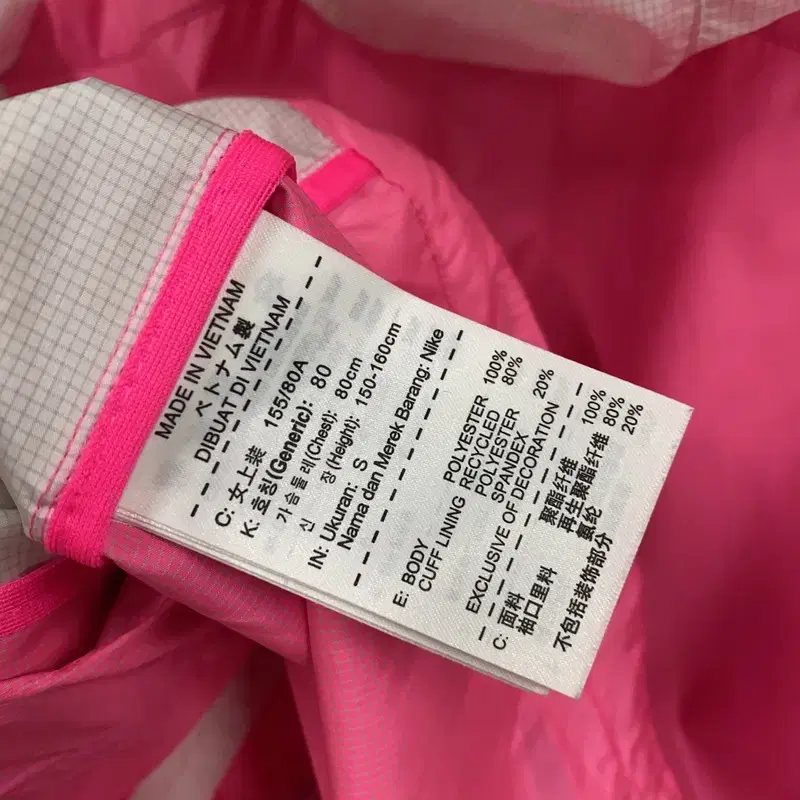 MADE IN VIETNAM
ベトナム製
DIBUAT DI VIETNAM
C: 女上装 155/80A
K: 호칭(Generic): 80
가슴둘레(Chest): 80cm
신 장(Height): 150-160cm
IN: Ukuran: S
Nama dan Merek Barang: Nike
E: BODY POLYESTER 100%
CUFF LINING RECYCLED 80%
POLYESTER
SPANDEX 20%
EXCLUSIVE OF DECORATION
C: 面料 聚酯纤维 100%
袖口里料 再生聚酯纤维 80%
氨纶 20%
不包括装饰部分